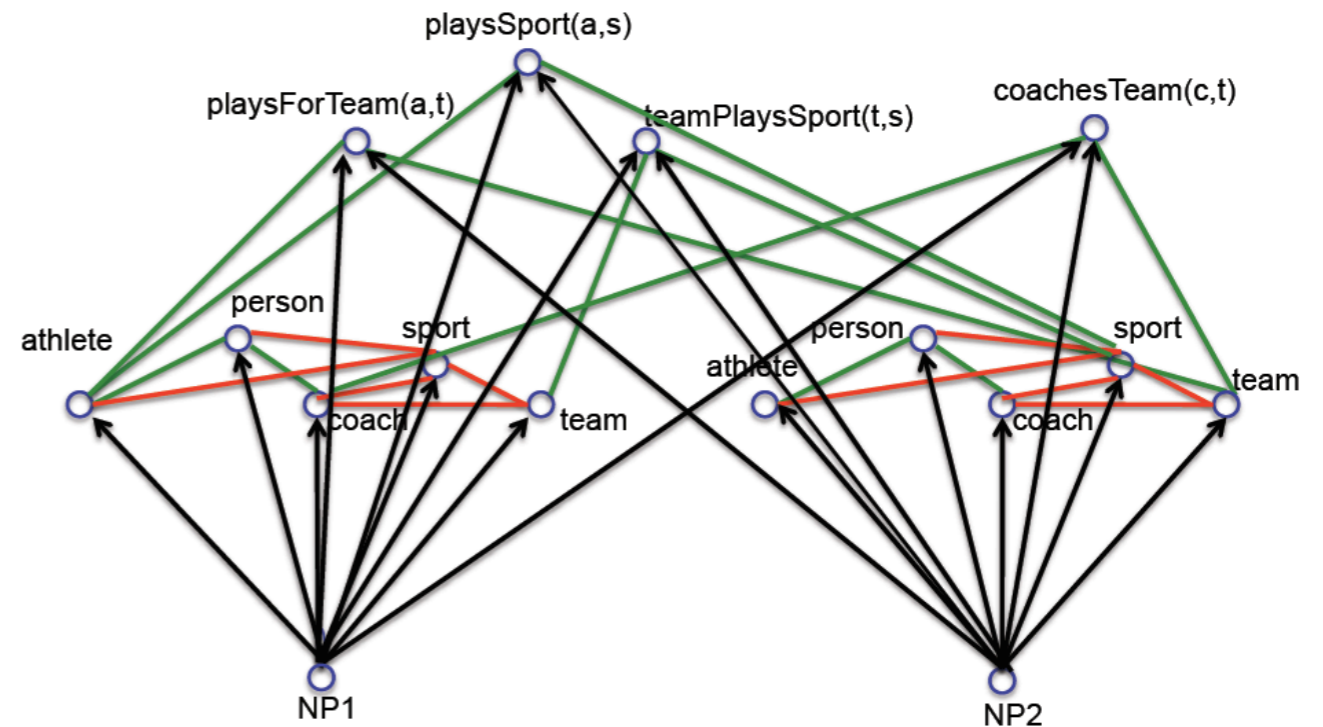 playsSport(a,s)
playsForTeam(a,t)
teamPlaysSport(t,s)
coachesTeam(c,t)
person
athlete
sport
coach
team
person
athlete
sport
coach
team
NP1
NP2